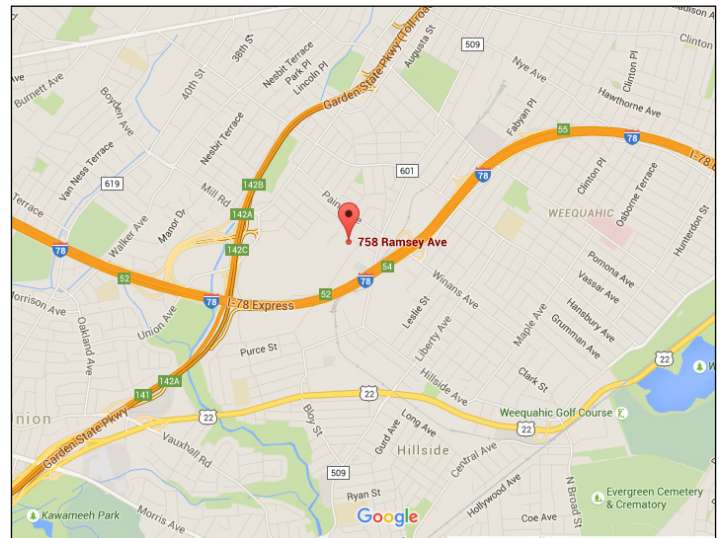 Madison A
Clinton
509
Nye Ave
Augusta St
Garden State Pkwy (Toll road)
Nesbit Terrace
Park Pl
Lincoln Pl
38th St
40th St
Burnett Ave
Boyden Ave
Clinton Pl
Hawthorne Ave
Fabyan Pl
55
78
I-78 E
Van Ness Terrace
Nesbit Terrace
619
Mill Rd
142B
601
78
Clinton Pl
Osborne Terrace
WEEQUAHIC
Hunterdon St
Terrace
Walker Ave
Manor Dr
142A
142C
758 Ramsey Ave
78
52
54
78
52
78
I-78 Express
Winans Ave
Pomona Ave
Vassar Ave
Hansbury Ave
Grumman Ave
Morrison Ave
Oakland Ave
Union Ave
Leslie St
Liberty Ave
Maple Ave
Purce St
22
142A
141
Hillside Ave
Clark St
22
Weequahic Golf Course
22
22
Garden State Pkwy
Vauxhall Rd
Bloy St
Gurd Ave
Long Ave
Hillside
Central Ave
N Broad St
509
Ryan St
Hollywood Ave
Evergreen Cemetery
& Crematory
Kawameeh Park
Morris Ave
Google
Coe Ave